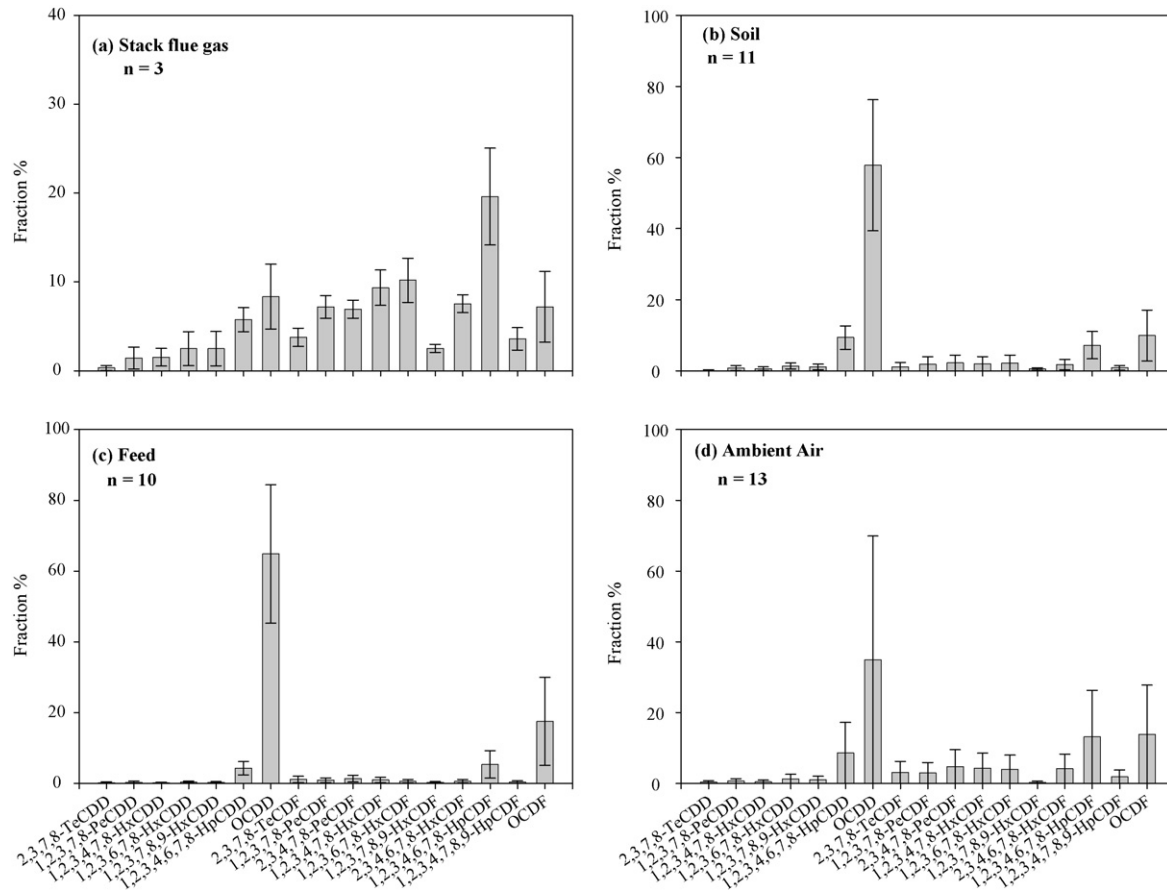 40
(a) Stack flue gas
n = 3
30
20
10
0
Fraction %
100
(b) Soil
n = 11
80
60
40
20
0
Fraction %
100
(c) Feed
n = 10
80
60
40
20
0
Fraction %
100
(d) Ambient Air
n = 13
80
60
40
20
0
Fraction %
2,3,7,8-TeCDD
1,2,3,7,8-PeCDD
1,2,3,4,7,8-HxCDD
1,2,3,6,7,8-HxCDD
1,2,3,7,8,9-HxCDD
1,2,3,4,6,7,8-HpCDD
OCDD
2,3,7,8-TeCDF
1,2,3,7,8-PeCDF
2,3,4,7,8-PeCDF
1,2,3,4,7,8-HxCDF
1,2,3,6,7,8-HxCDF
1,2,3,7,8,9-HxCDF
2,3,4,6,7,8-HxCDF
1,2,3,4,6,7,8-HpCDF
1,2,3,4,7,8,9-HpCDF
OCDF
2,3,7,8-TeCDD
1,2,3,7,8-PeCDD
1,2,3,4,7,8-HxCDD
1,2,3,6,7,8-HxCDD
1,2,3,7,8,9-HxCDD
1,2,3,4,6,7,8-HpCDD
OCDD
2,3,7,8-TeCDF
1,2,3,7,8-PeCDF
2,3,4,7,8-PeCDF
1,2,3,4,7,8-HxCDF
1,2,3,6,7,8-HxCDF
1,2,3,7,8,9-HxCDF
2,3,4,6,7,8-HxCDF
1,2,3,4,6,7,8-HpCDF
1,2,3,4,7,8,9-HpCDF
OCDF